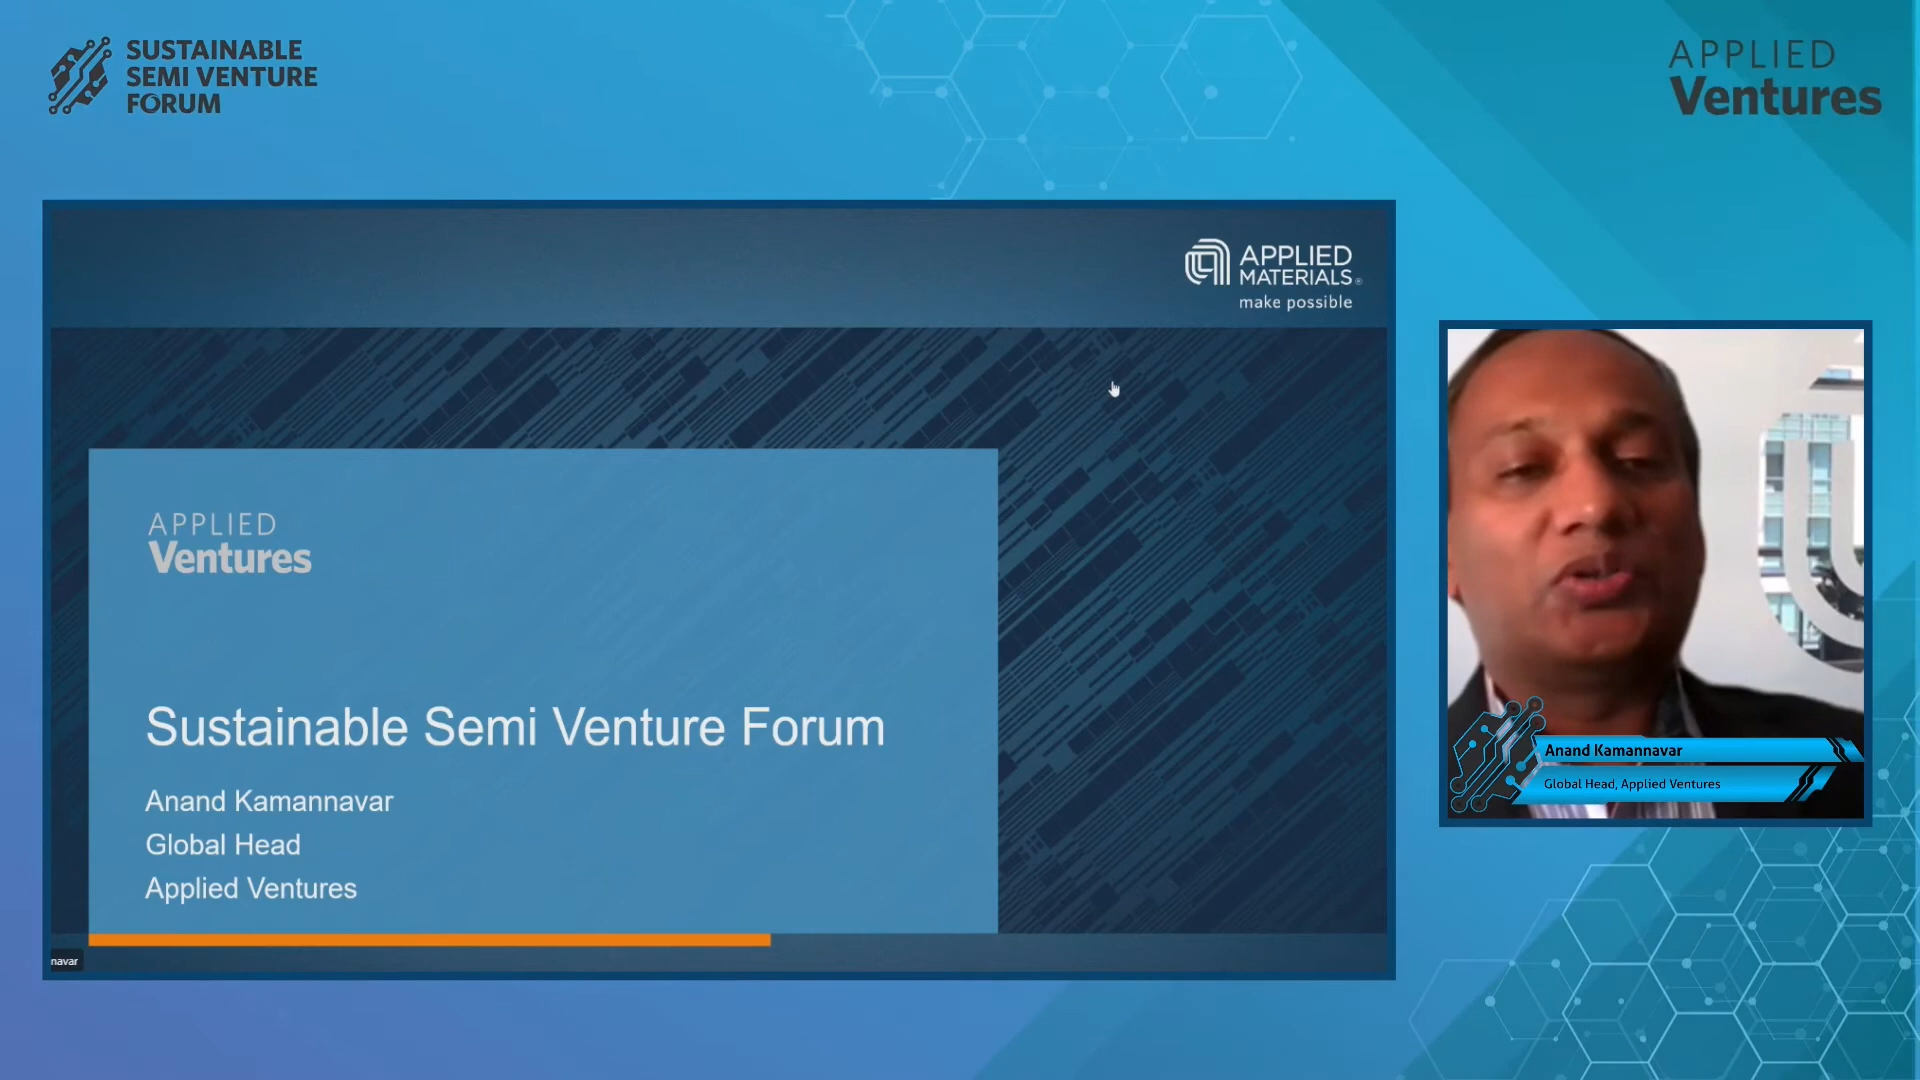 SUSTAINABLE
SEMI VENTURE
FORUM
APPLIED
Ventures
APPLIED
MATERIALS®
make possible
APPLIED
Ventures
Sustainable Semi Venture Forum
Anand Kamannavar
Global Head
Applied Ventures
navar
Anand Kamannavar
Global Head, Applied Ventures